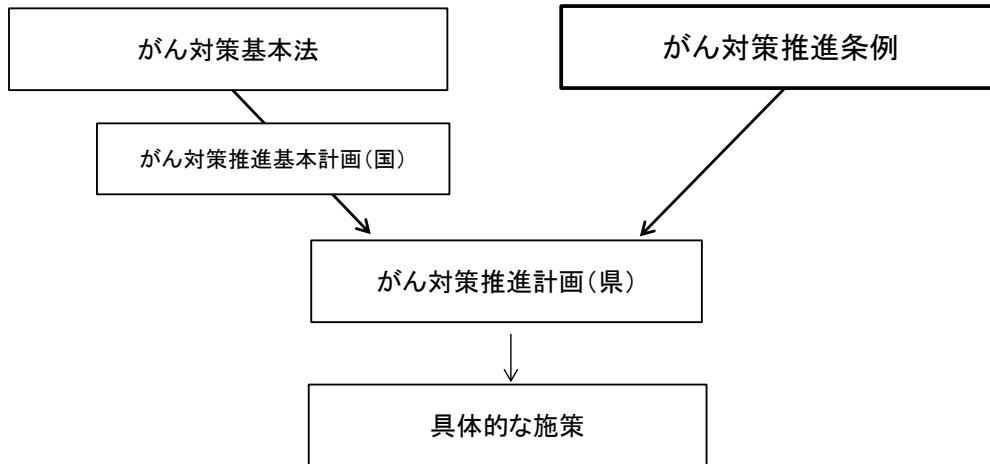 がん対策基本法
がん対策推進条例
がん対策推進基本計画（国）
がん対策推進計画（県）
具体的な施策